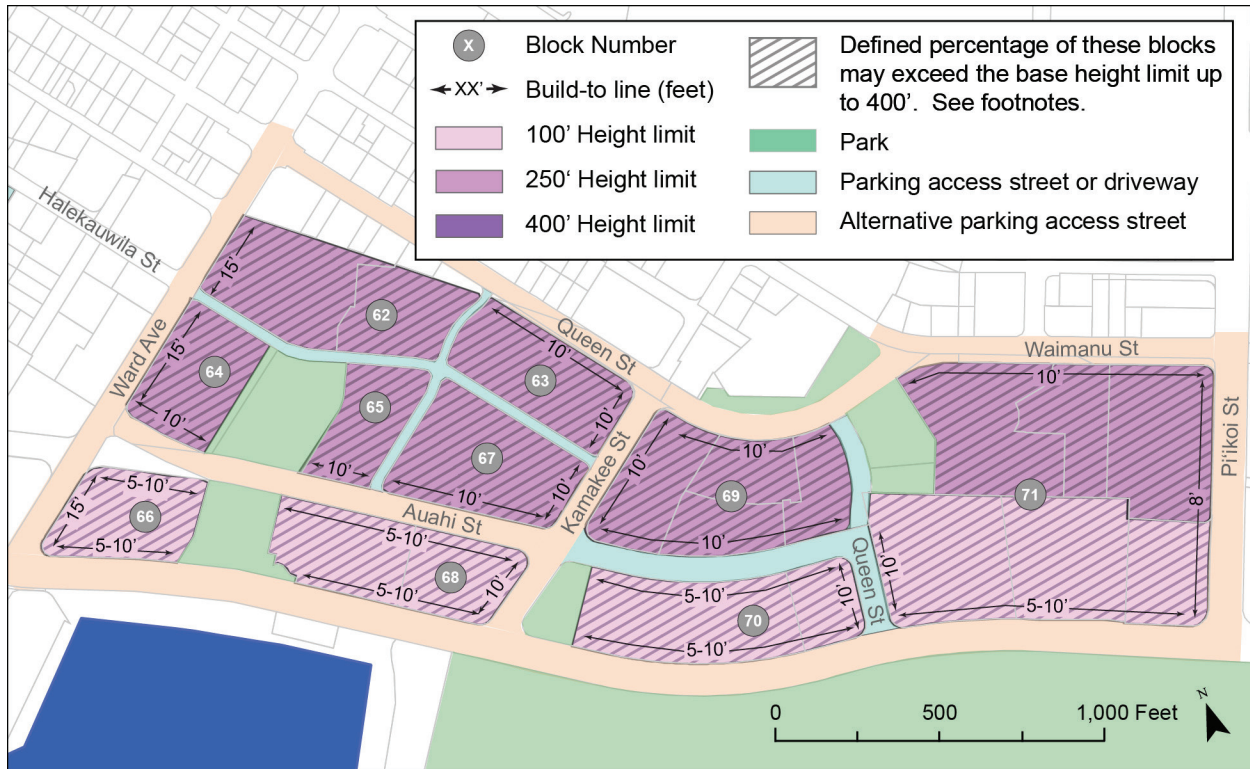 X Block Number
XX' Build-to line (feet)
100' Height limit
250' Height limit
400' Height limit
Defined percentage of these blocks
may exceed the base height limit up
to 400'. See footnotes.
Park
Parking access street or driveway
Alternative parking access street
Halekauwila St
Ward Ave
Queen St
Waimanu St
Pi‘ikoi St
Kamakee St
Auahi St
Queen St
15'
62
15'
64
10'
65
10'
10'
63
10'
67
10'
10'
5-10'
15'
66
5-10'
5-10'
68
10'
5-10'
10'
10'
69
10'
5-10'
10'
70
5-10'
10'
71
8'
10'
5-10'
0 500 1,000 Feet
N